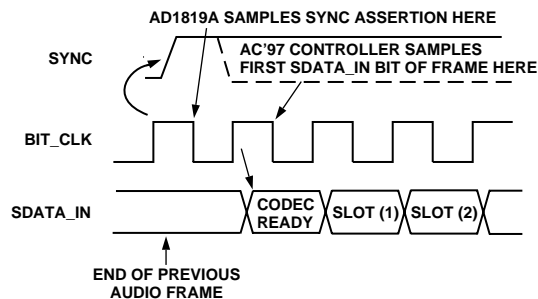 AD1819A SAMPLES SYNC ASSERTION HERE
SYNC
AC'97 CONTROLLER SAMPLES
FIRST SDATA_IN BIT OF FRAME HERE
BIT_CLK
SDATA_IN
CODEC
READY
SLOT (1)
SLOT (2)
END OF PREVIOUS
AUDIO FRAME